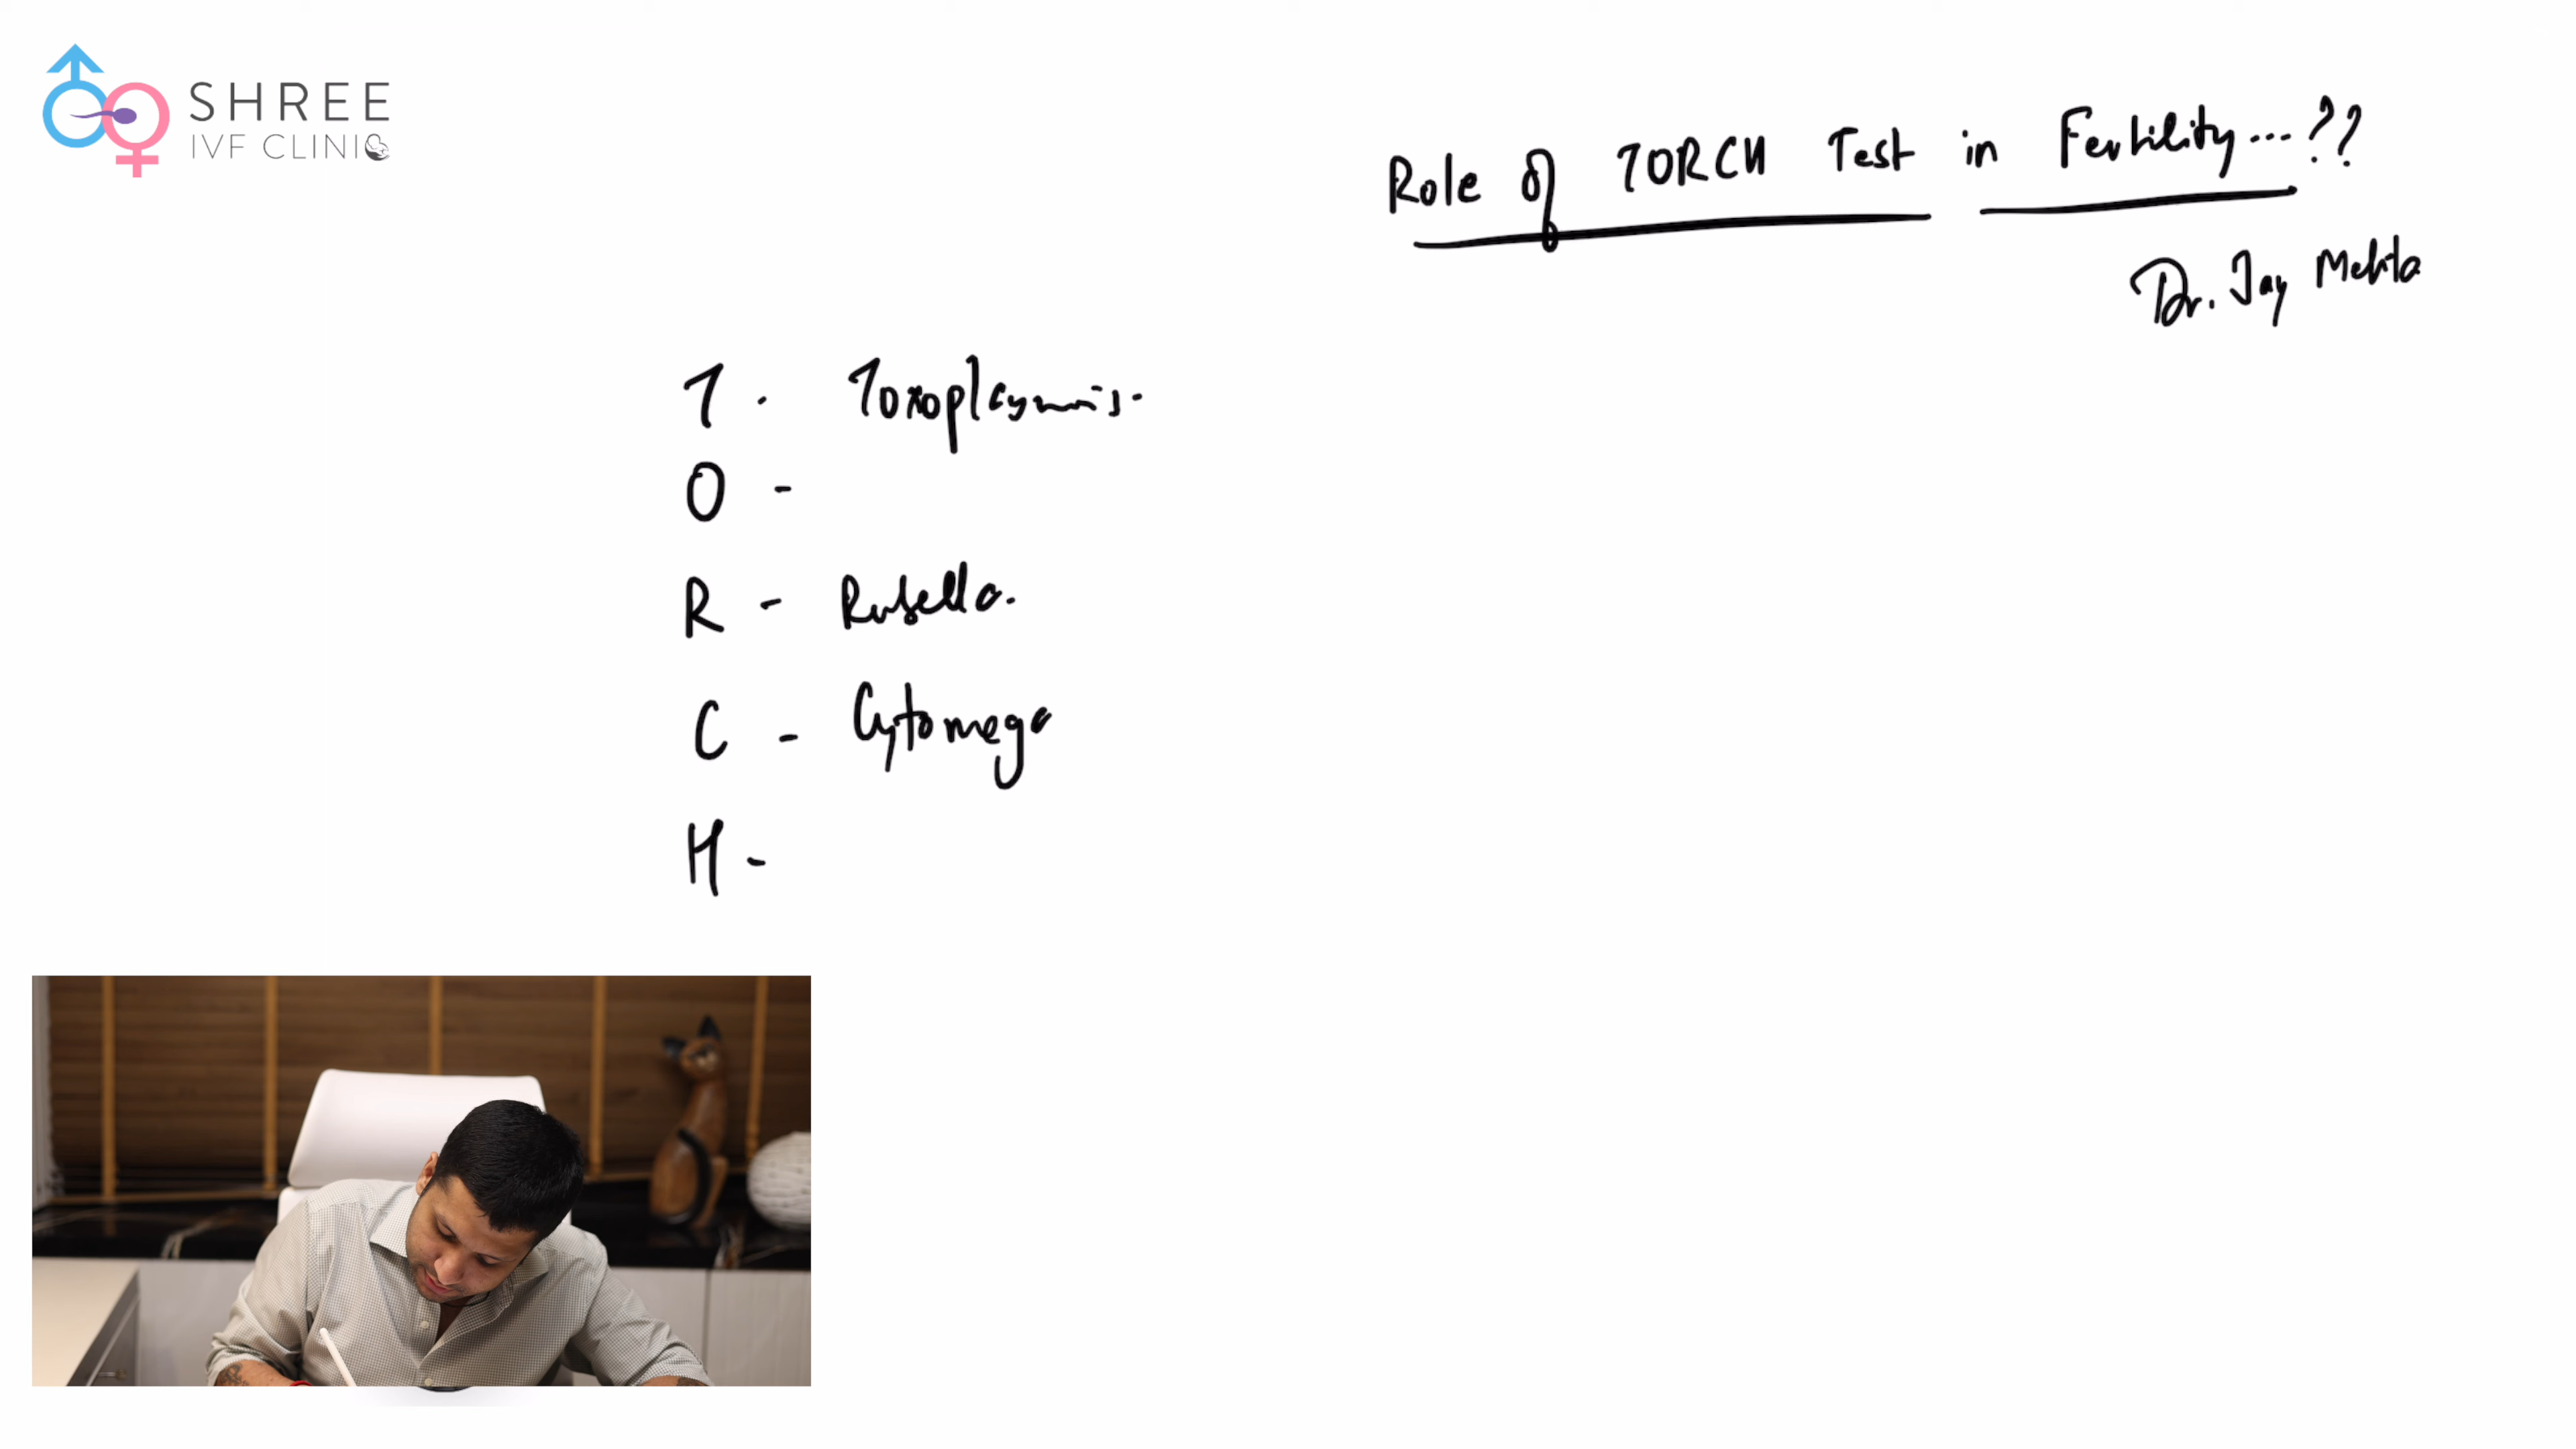 SHREE
IVF CLINIC
Role of TORCH Test in Fertility...??
Dr. Jay Mehta
T. Toxoplasmosis.
O -
R - Rubella.
C - Cytomega
H -